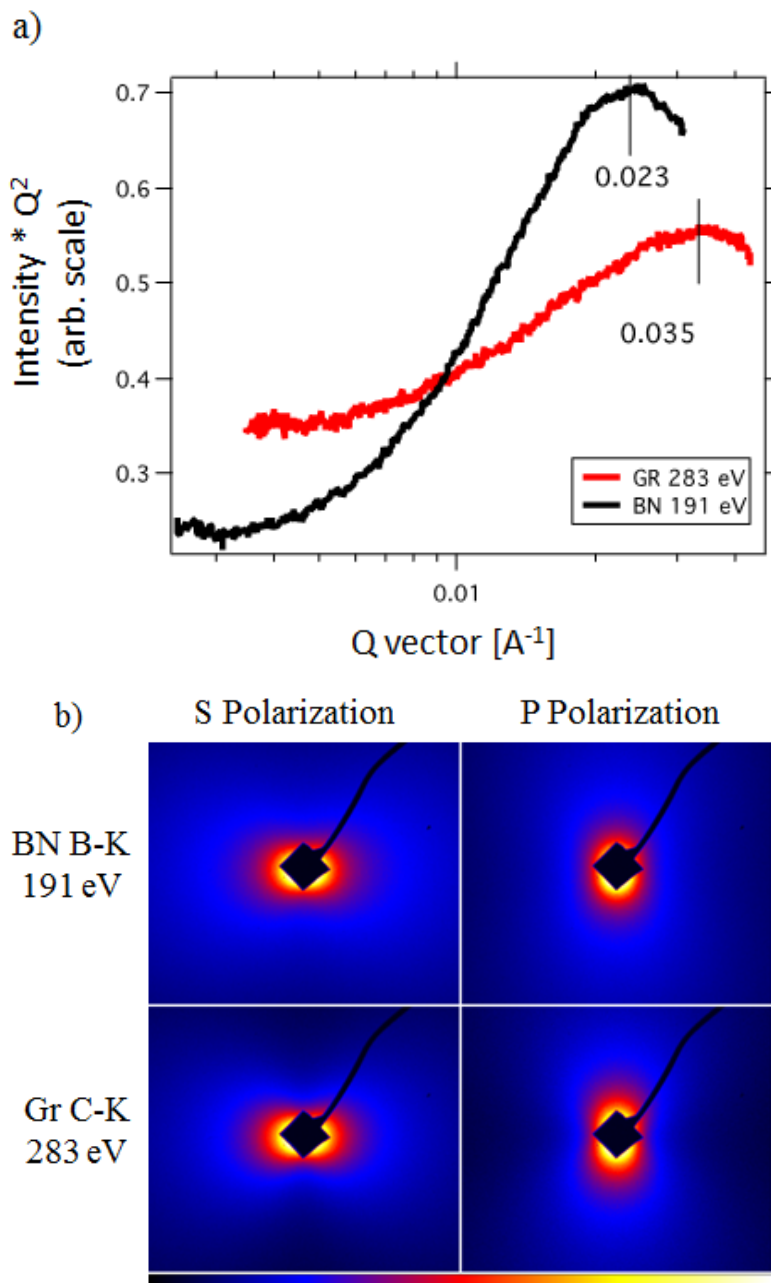 a)
0.7
0.6
0.5
0.4
0.3
Intensity * Q²
(arb. scale)
0.023
0.035
GR 283 eV
BN 191 eV
0.01
Q vector [A⁻¹]
b)
S Polarization
P Polarization
BN B-K
191 eV
Gr C-K
283 eV